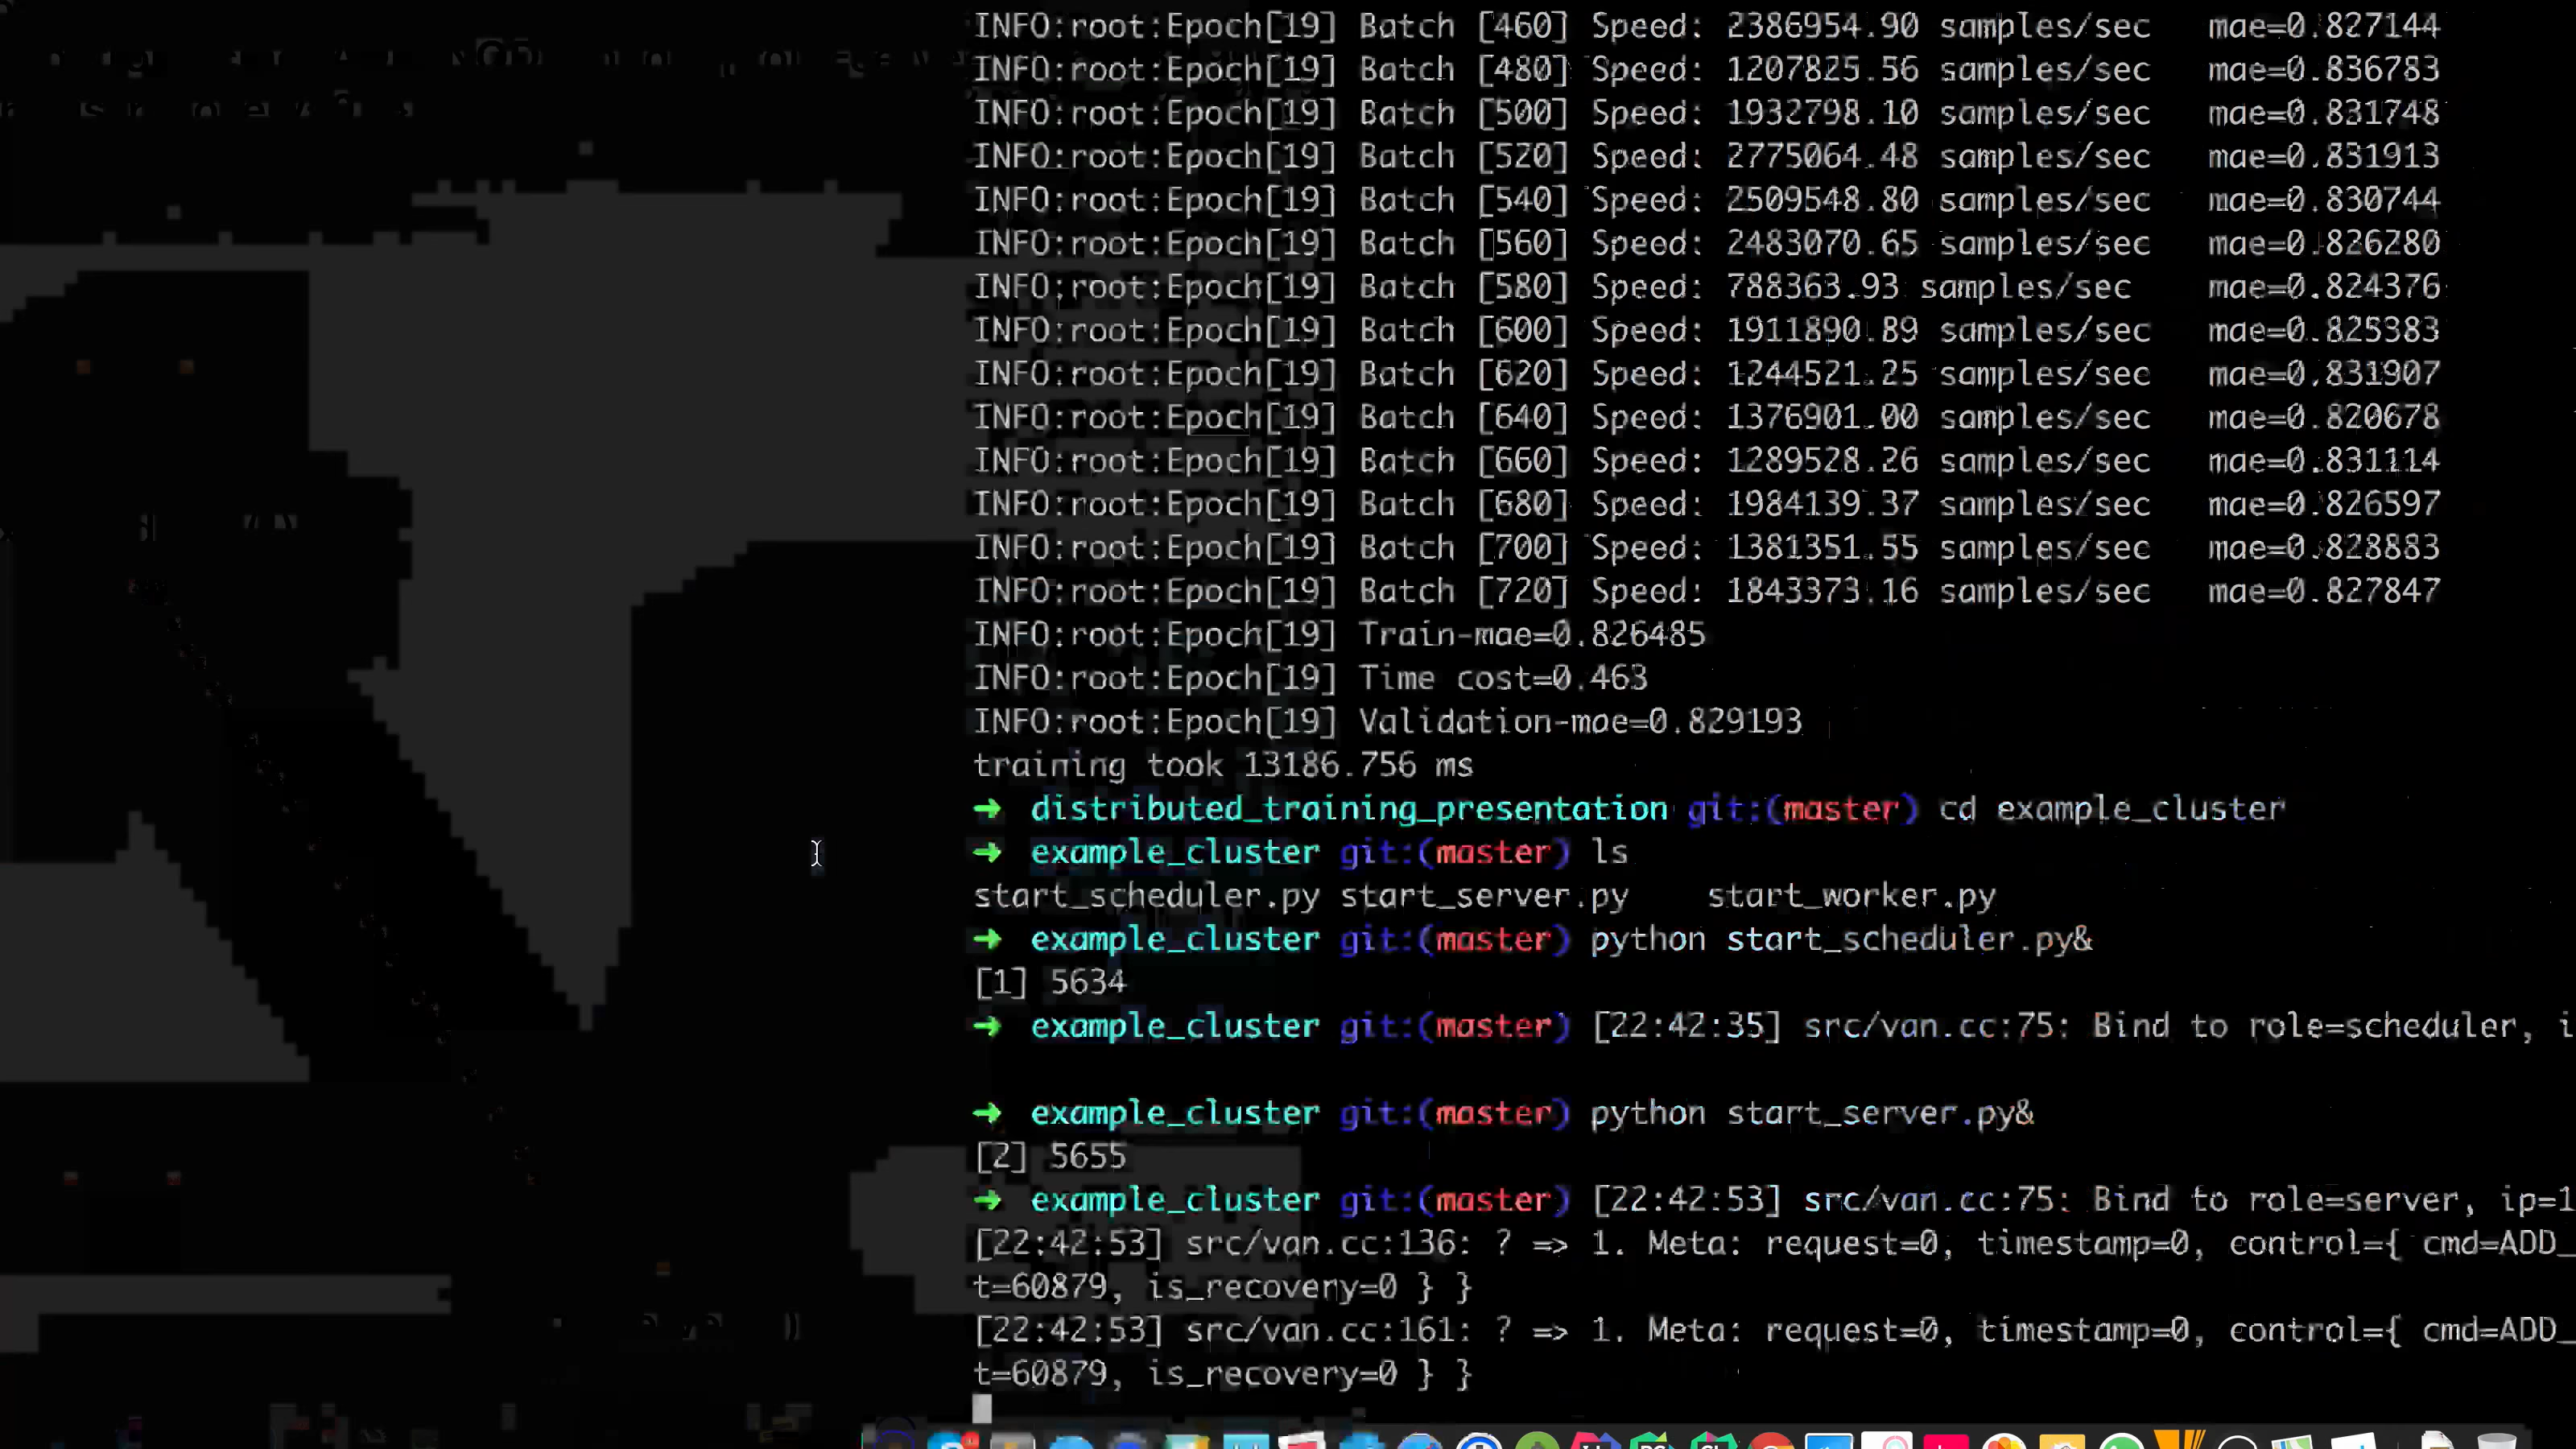 INFO:root:Epoch[19] Batch [460] Speed: 2386954.90 samples/sec mae=0.827144
INFO:root:Epoch[19] Batch [480] Speed: 1207825.56 samples/sec mae=0.836783
INFO:root:Epoch[19] Batch [500] Speed: 1932798.10 samples/sec mae=0.831748
INFO:root:Epoch[19] Batch [520] Speed: 2775064.48 samples/sec mae=0.831913
INFO:root:Epoch[19] Batch [540] Speed: 2509548.80 samples/sec mae=0.830744
INFO:root:Epoch[19] Batch [560] Speed: 2483070.65 samples/sec mae=0.826280
INFO:root:Epoch[19] Batch [580] Speed: 788363.93 samples/sec mae=0.824376
INFO:root:Epoch[19] Batch [600] Speed: 1911890.89 samples/sec mae=0.825383
INFO:root:Epoch[19] Batch [620] Speed: 1244521.25 samples/sec mae=0.831907
INFO:root:Epoch[19] Batch [640] Speed: 1376901.00 samples/sec mae=0.820678
INFO:root:Epoch[19] Batch [660] Speed: 1289528.26 samples/sec mae=0.831114
INFO:root:Epoch[19] Batch [680] Speed: 1984139.37 samples/sec mae=0.826597
INFO:root:Epoch[19] Batch [700] Speed: 1381351.55 samples/sec mae=0.828883
INFO:root:Epoch[19] Batch [720] Speed: 1843373.16 samples/sec mae=0.827847
INFO:root:Epoch[19] Train-mae=0.826485
INFO:root:Epoch[19] Time cost=0.463
INFO:root:Epoch[19] Validation-mae=0.829193
training took 13186.756 ms
➜ distributed_training_presentation git:(master) cd example_cluster
➜ example_cluster git:(master) ls
start_scheduler.py start_server.py start_worker.py
➜ example_cluster git:(master) python start_scheduler.py&
[1] 5634
➜ example_cluster git:(master) [22:42:35] src/van.cc:75: Bind to role=scheduler, i
➜ example_cluster git:(master) python start_server.py&
[2] 5655
➜ example_cluster git:(master) [22:42:53] src/van.cc:75: Bind to role=server, ip=1
[22:42:53] src/van.cc:136: ? => 1. Meta: request=0, timestamp=0, control={ cmd=ADD_
t=60879, is_recovery=0 } }
[22:42:53] src/van.cc:161: ? => 1. Meta: request=0, timestamp=0, control={ cmd=ADD_
t=60879, is_recovery=0 } }